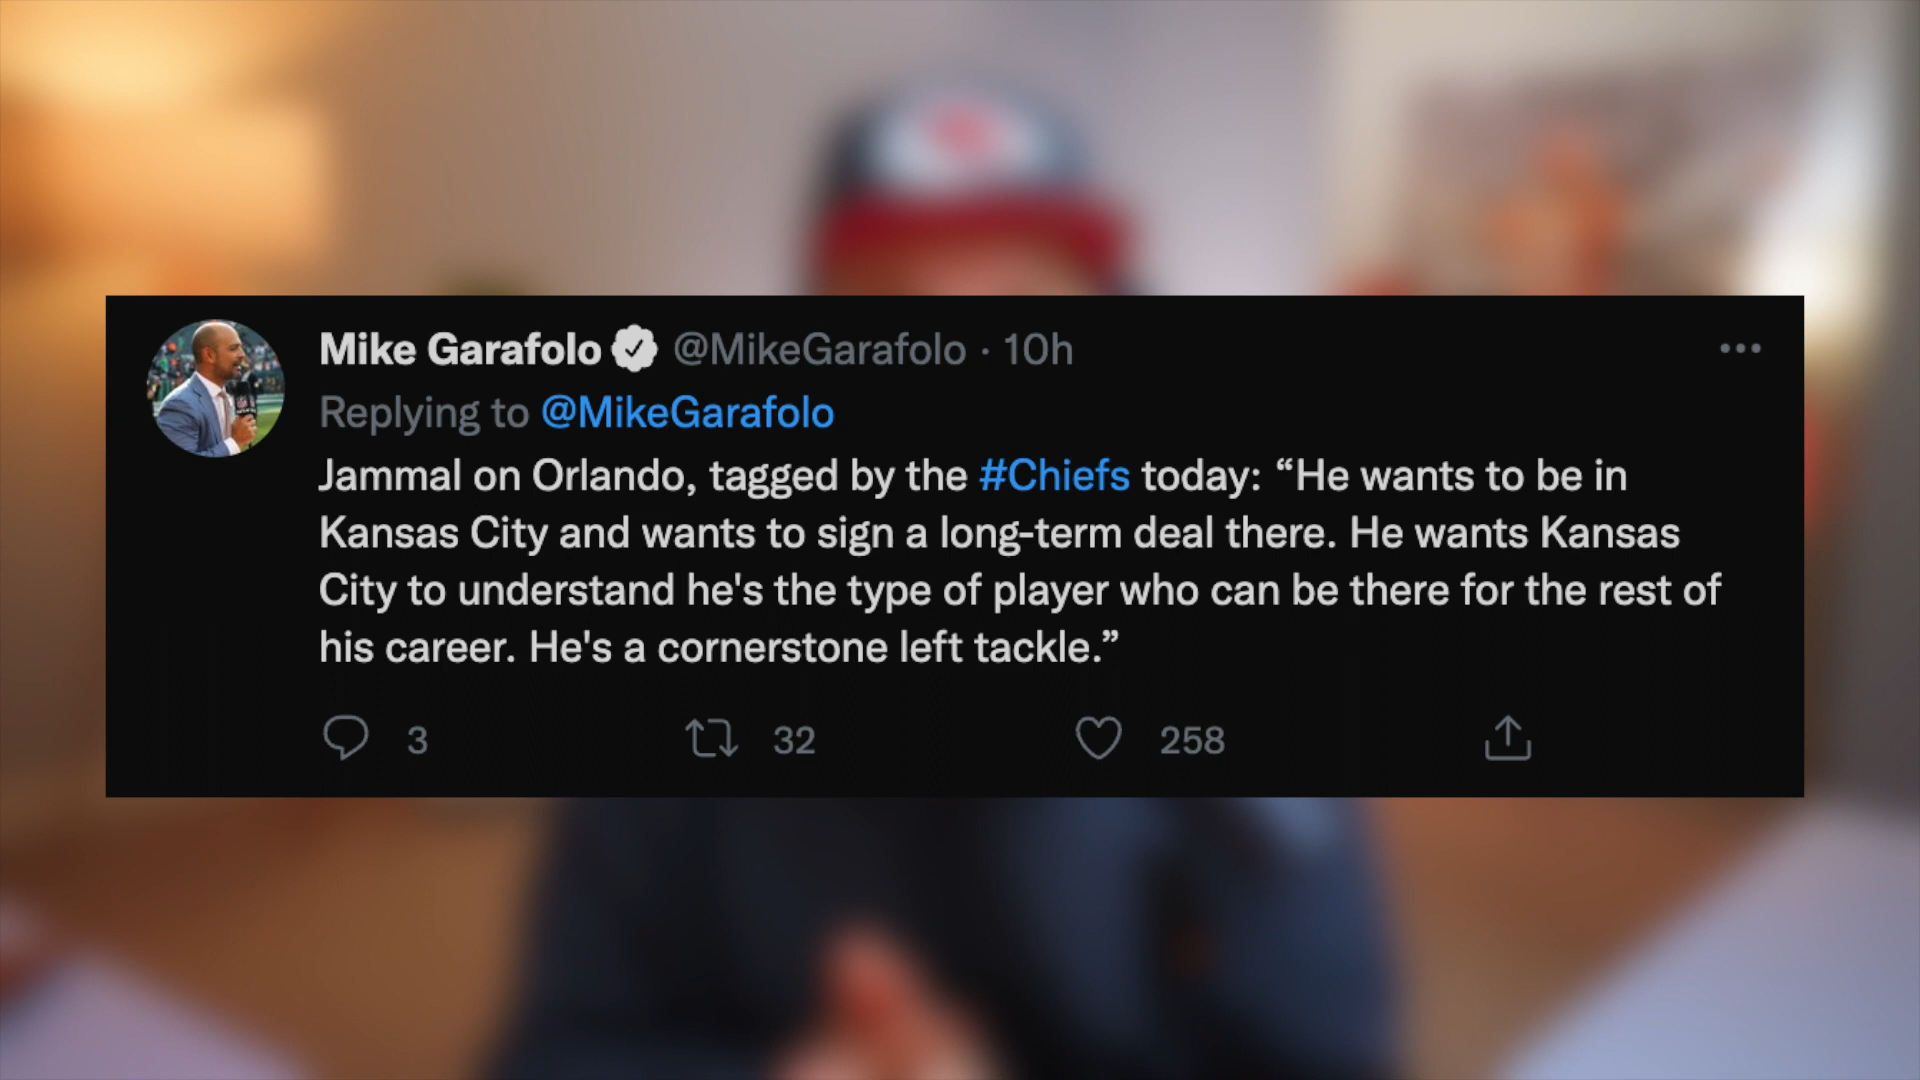 Mike Garafolo @MikeGarafolo · 10h
Replying to @MikeGarafolo
Jammal on Orlando, tagged by the #Chiefs today: “He wants to be in
Kansas City and wants to sign a long-term deal there. He wants Kansas
City to understand he's the type of player who can be there for the rest of
his career. He's a cornerstone left tackle.”
3 32 258